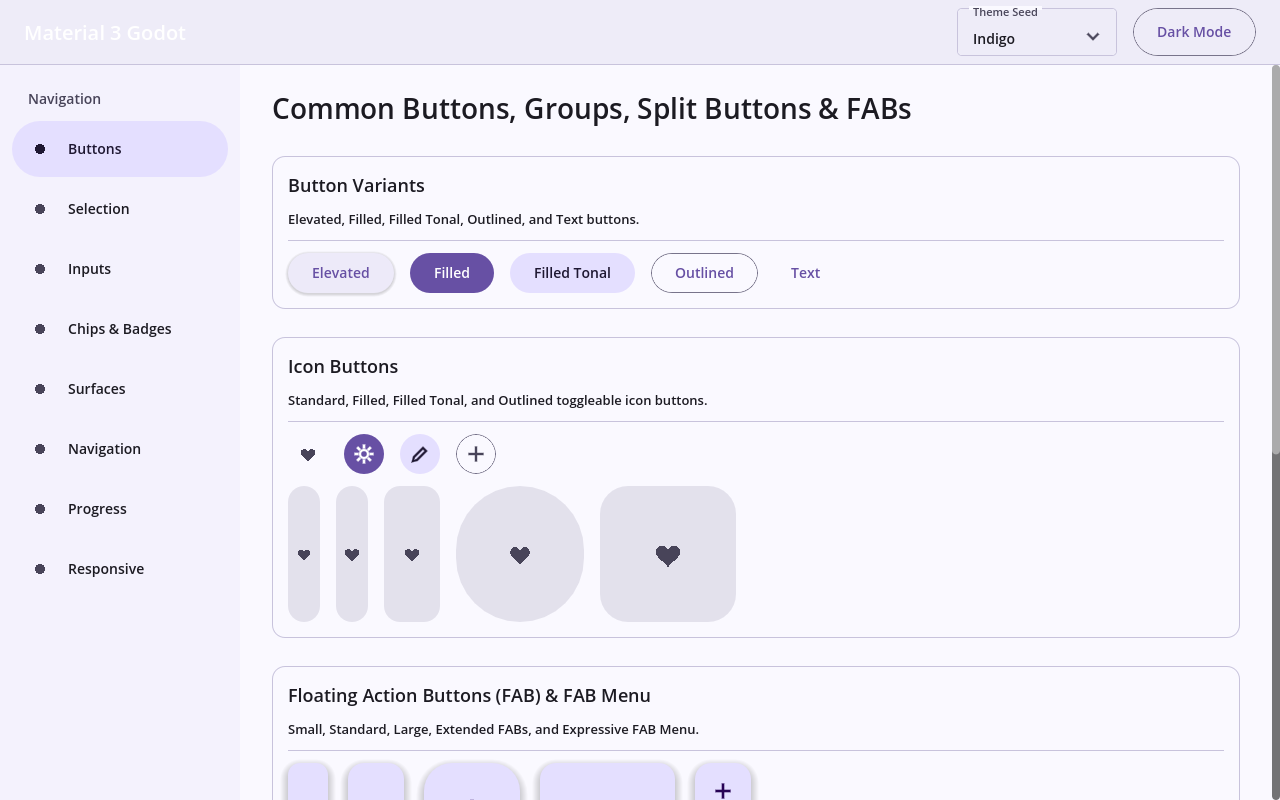 Material 3 Godot
Theme Seed
Indigo
Dark Mode
Navigation
Buttons
Selection
Inputs
Chips & Badges
Surfaces
Navigation
Progress
Responsive
Common Buttons, Groups, Split Buttons & FABs
Button Variants
Elevated, Filled, Filled Tonal, Outlined, and Text buttons.
Elevated
Filled
Filled Tonal
Outlined
Text
Icon Buttons
Standard, Filled, Filled Tonal, and Outlined toggleable icon buttons.
Floating Action Buttons (FAB) & FAB Menu
Small, Standard, Large, Extended FABs, and Expressive FAB Menu.